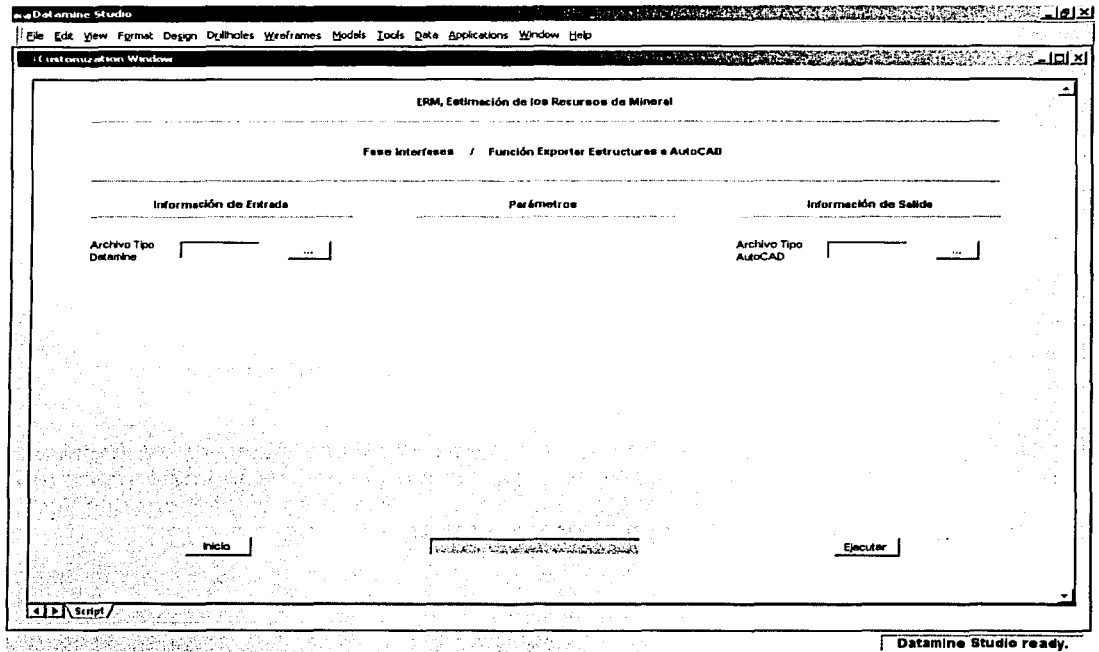 Datamine Studio
File Edit View Format Design Drillholes Wireframes Models Tools Data Applications Window Help
Customization Window
ERM, Estimación de los Recursos de Mineral
Fase Interfases / Función Exportar Estructuras a AutoCAD
Información de Entrada Parámetros Información de Salida
Archivo Tipo Datamine ... Archivo Tipo AutoCAD ...
Inicio Ejecutar
Script
Datamine Studio ready.